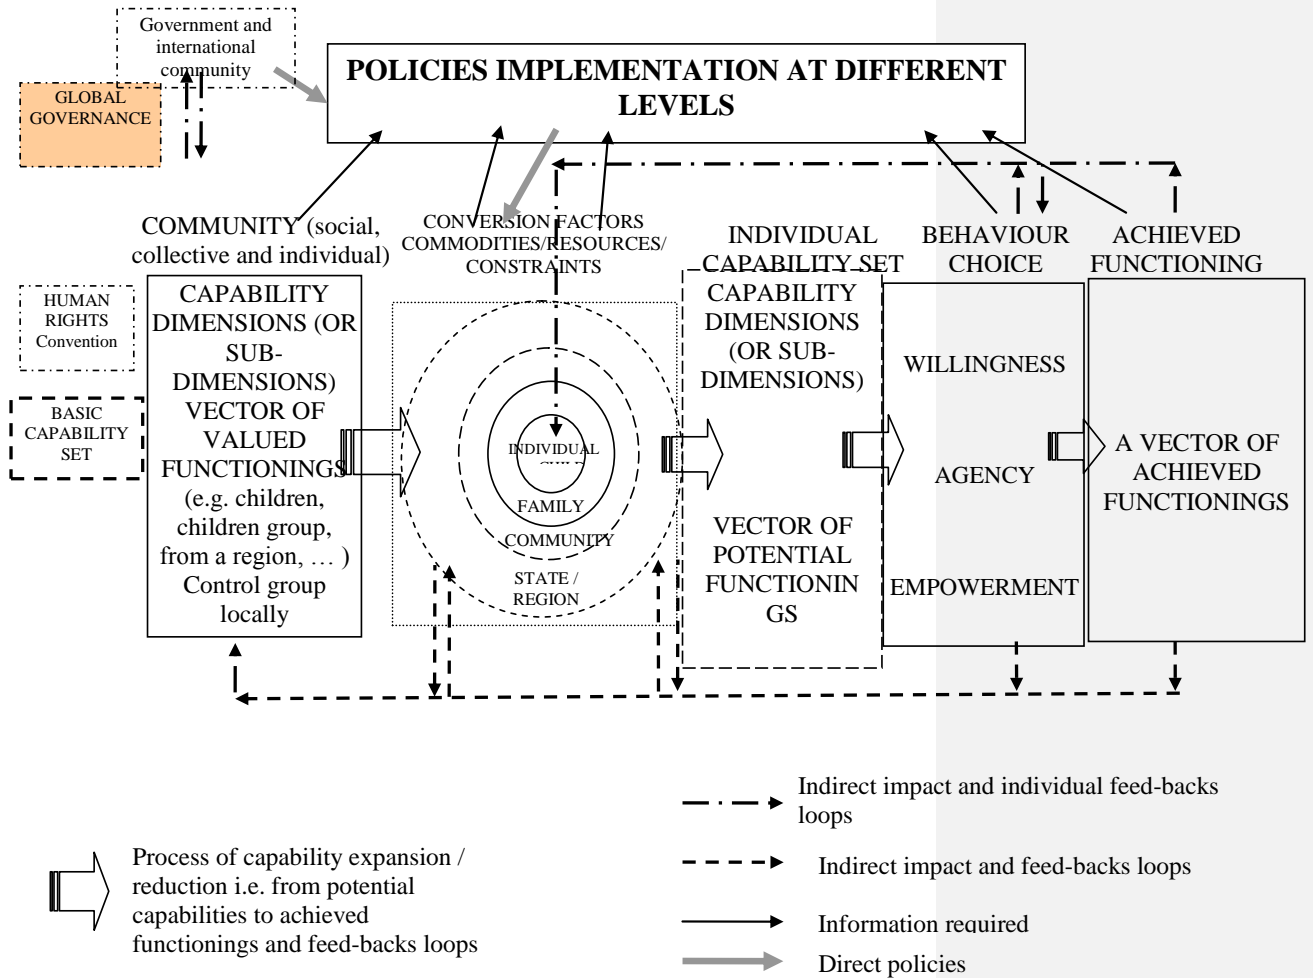 Government and
international
community
POLICIES IMPLEMENTATION AT DIFFERENT
LEVELS
GLOBAL
GOVERNANCE
COMMUNITY (social,
collective and individual)
CONVERSION FACTORS
COMMODITIES/RESOURCES/
CONSTRAINTS
INDIVIDUAL
CAPABILITY SET
BEHAVIOUR
CHOICE
ACHIEVED
FUNCTIONING
HUMAN
RIGHTS
Convention
BASIC
CAPABILITY
SET
CAPABILITY
DIMENSIONS (OR
SUB-
DIMENSIONS)
VECTOR OF
VALUED
FUNCTIONINGS
(e.g. children,
children group,
from a region, … )
Control group
locally
INDIVIDUAL
CHILD
FAMILY
COMMUNITY
STATE /
REGION
CAPABILITY
DIMENSIONS
(OR SUB-
DIMENSIONS)
VECTOR OF
POTENTIAL
FUNCTIONIN
GS
WILLINGNESS
AGENCY
EMPOWERMENT
A VECTOR OF
ACHIEVED
FUNCTIONINGS
Process of capability expansion /
reduction i.e. from potential
capabilities to achieved
functionings and feed-backs loops
Indirect impact and individual feed-backs
loops
Indirect impact and feed-backs loops
Information required
Direct policies